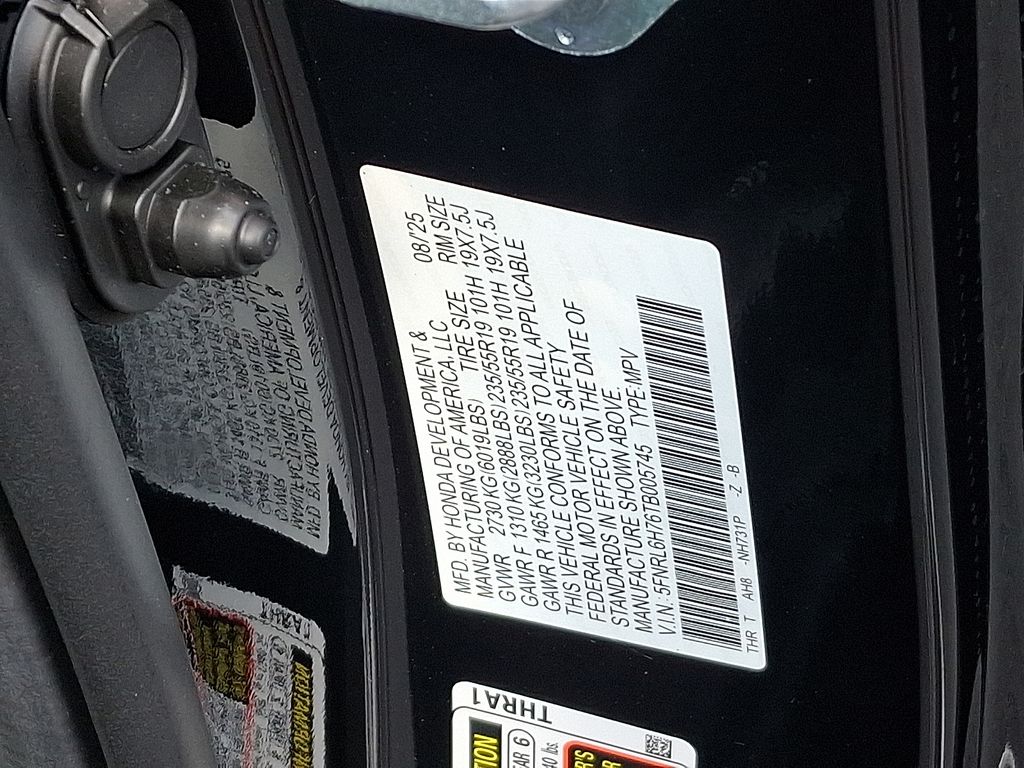 MFD. BY HONDA DEVELOPMENT & 08/'25
MANUFACTURING OF AMERICA, LLC RIM SIZE
GVWR 2730 KG(6019LBS) TIRE SIZE
GAWR F 1310 KG(2888LBS)235/55R19 101H 19X7.5J
GAWR R 1465 KG(3230LBS)235/55R19 101H 19X7.5J
THIS VEHICLE CONFORMS TO ALL APPLICABLE
FEDERAL MOTOR VEHICLE SAFETY
STANDARDS IN EFFECT ON THE DATE OF
MANUFACTURE SHOWN ABOVE.
V.I.N.: 5FNRL6H76TB005745 TYPE:MPV
THR T AH8 -NH731P -Z -B
THRA1